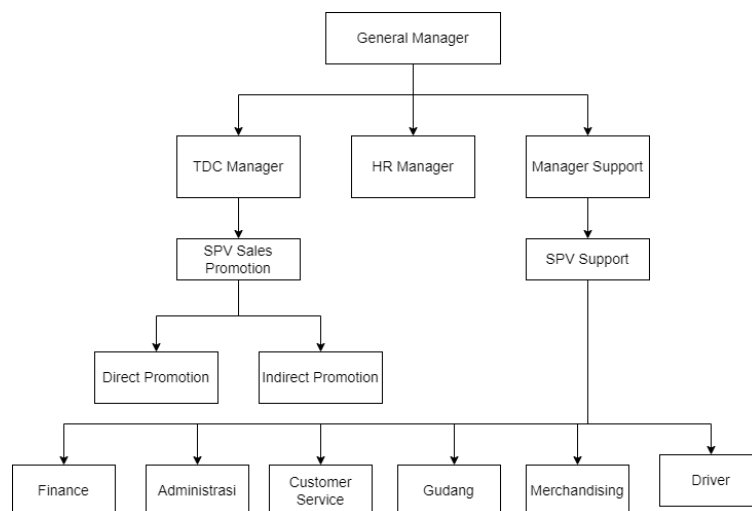 General Manager
TDC Manager
HR Manager
Manager Support
SPV Sales
Promotion
SPV Support
Direct Promotion
Indirect Promotion
Finance
Administrasi
Customer
Service
Gudang
Merchandising
Driver